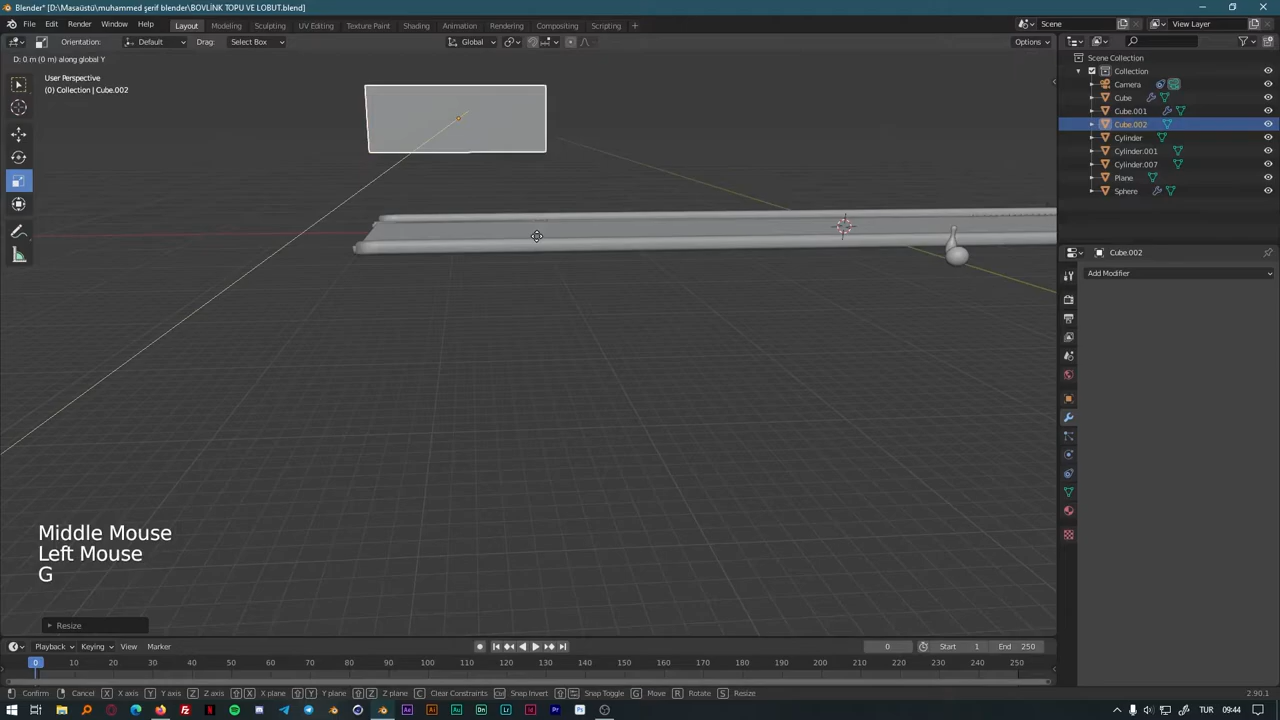 Blender* [D:\Masaüstü\muhammed şerif blender\BOVLİNK TOPU VE LOBUT.blend]
File Edit Render Window Help Layout Modeling Sculpting UV Editing Texture Paint Shading Animation Rendering Compositing Scripting + Scene View Layer
Orientation: Default Drag: Select Box Global Options
D: 0 m (0 m) along global Y
User Perspective
(0) Collection | Cube.002
Scene Collection
Collection
Camera
Cube
Cube.001
Cube.002
Cylinder
Cylinder.001
Cylinder.007
Plane
Sphere
Cube.002
Add Modifier
Middle Mouse
Left Mouse
G
Resize
Playback Keying View Marker 0 Start 1 End 250
0 10 20 30 40 50 60 70 80 90 100 110 120 130 140 150 160 170 180 190 200 210 220 230 240 250
Confirm Cancel X X axis Y Y axis Z Z axis X X plane Y Y plane Z Z plane C Clear Constraints Snap Invert Snap Toggle G Move R Rotate S Resize 2.90.1
TUR 09:44